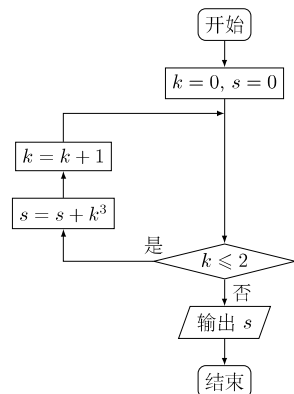 开始
k=0, s=0
k=k+1
s=s+k³
是
k⩽2
否
输出 s
结束